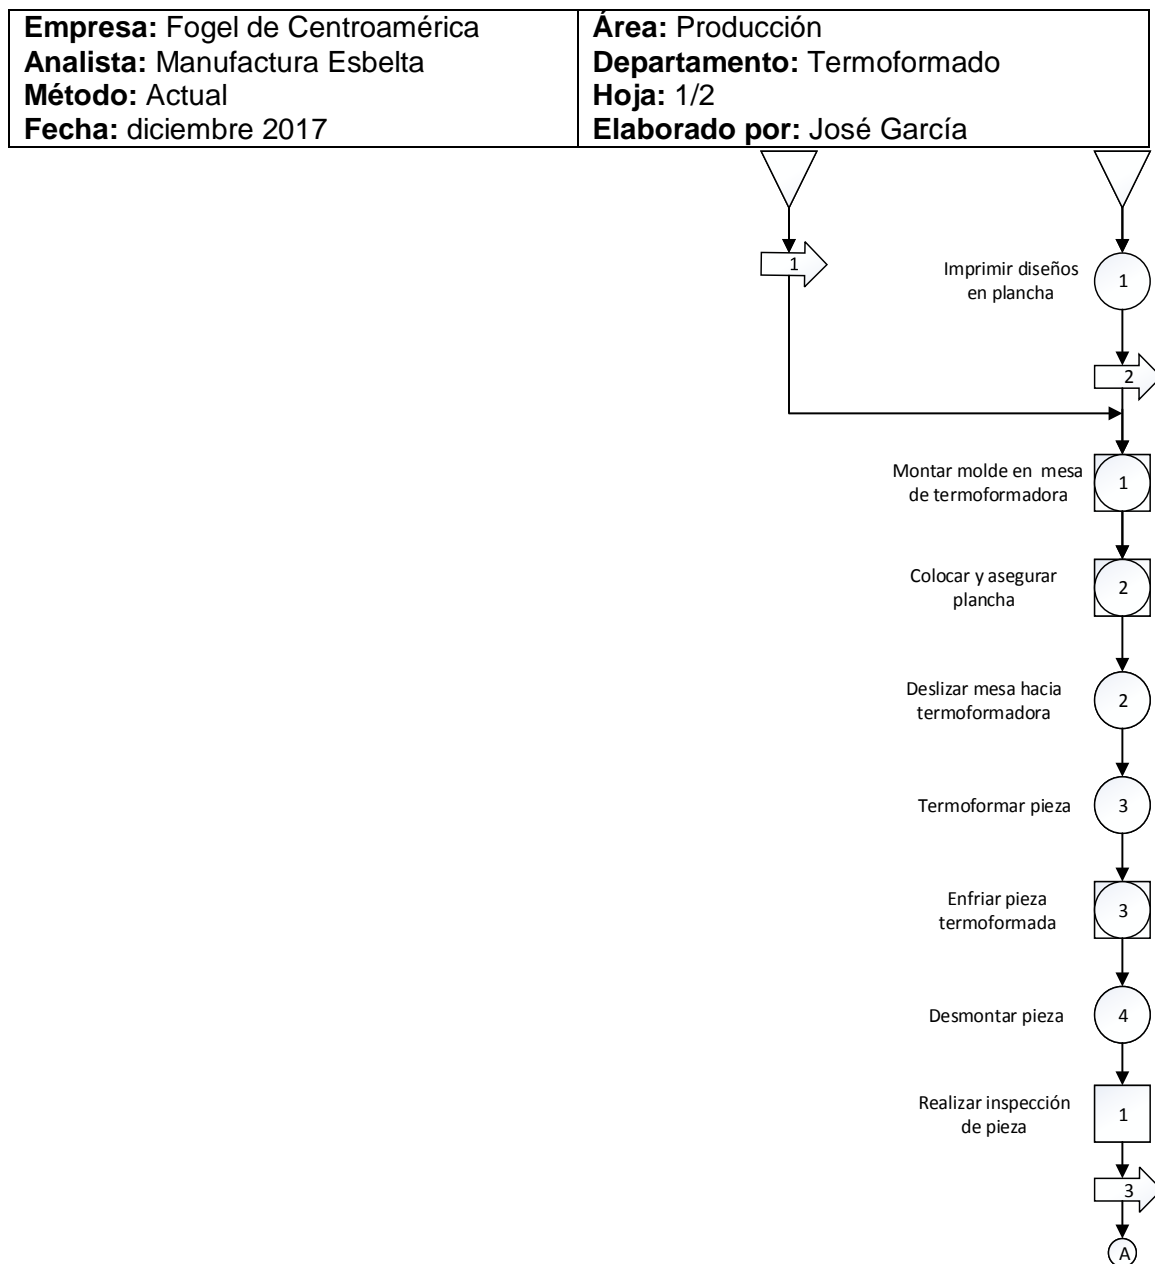 Empresa: Fogel de Centroamérica
Analista: Manufactura Esbelta
Método: Actual
Fecha: diciembre 2017
Área: Producción
Departamento: Termoformado
Hoja: 1/2
Elaborado por: José García
1
Imprimir diseños
en plancha
1
2
Montar molde en mesa
de termoformadora
1
Colocar y asegurar
plancha
2
Deslizar mesa hacia
termoformadora
2
Termoformar pieza
3
Enfriar pieza
termoformada
3
Desmontar pieza
4
Realizar inspección
de pieza
1
3
A